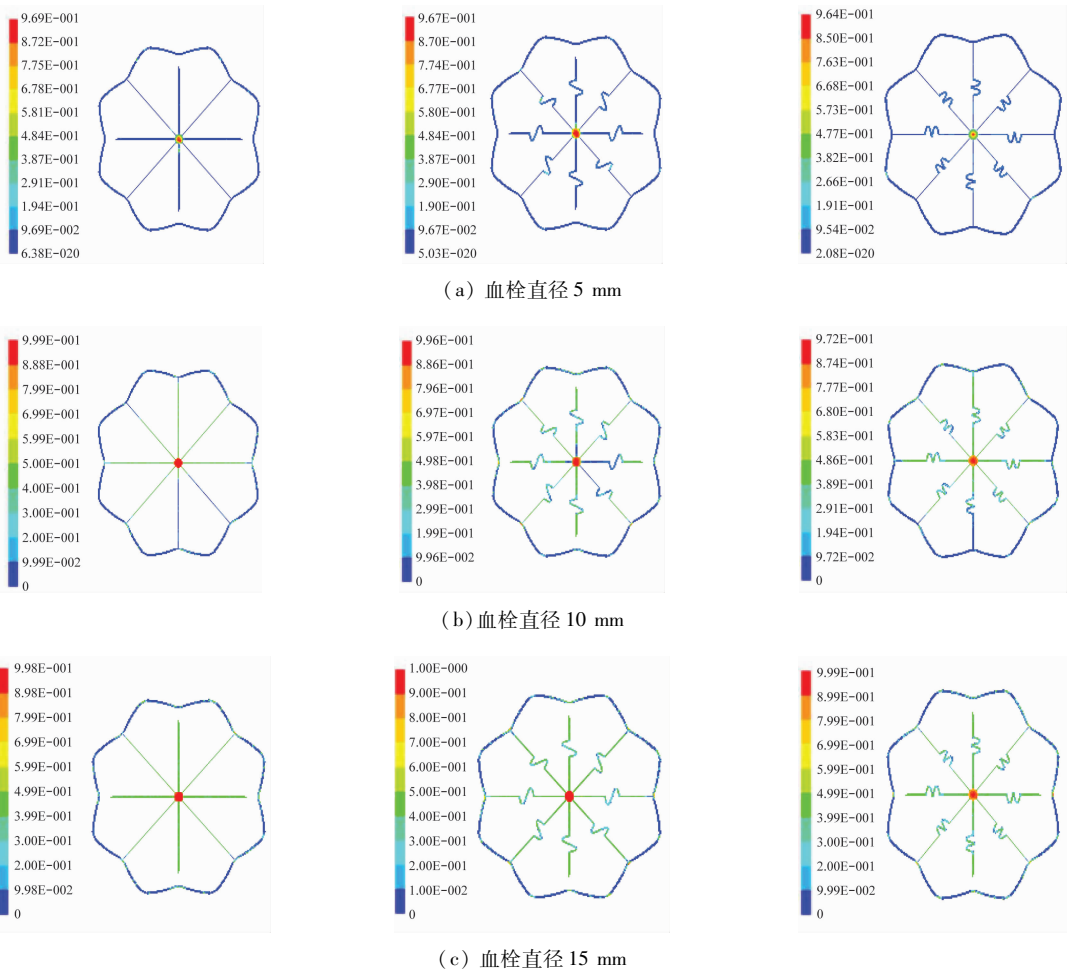 9.69E-001
8.72E-001
7.75E-001
6.78E-001
5.81E-001
4.84E-001
3.87E-001
2.91E-001
1.94E-001
9.69E-002
6.38E-020
9.67E-001
8.70E-001
7.74E-001
6.77E-001
5.80E-001
4.84E-001
3.87E-001
2.90E-001
1.90E-001
9.67E-002
5.03E-020
9.64E-001
8.50E-001
7.63E-001
6.68E-001
5.73E-001
4.77E-001
3.82E-001
2.66E-001
1.91E-001
9.54E-002
2.08E-020
(a) 血栓直径 5 mm
9.99E-001
8.88E-001
7.99E-001
6.99E-001
5.99E-001
5.00E-001
4.00E-001
3.00E-001
2.00E-001
9.99E-002
0
9.96E-001
8.86E-001
7.96E-001
6.97E-001
5.97E-001
4.98E-001
3.98E-001
2.99E-001
1.99E-001
9.96E-002
0
9.72E-001
8.74E-001
7.77E-001
6.80E-001
5.83E-001
4.86E-001
3.89E-001
2.91E-001
1.94E-001
9.72E-002
0
(b)血栓直径 10 mm
9.98E-001
8.98E-001
7.99E-001
6.99E-001
5.99E-001
4.99E-001
3.99E-001
3.00E-001
2.00E-001
9.98E-002
0
1.00E-000
9.00E-001
8.00E-001
7.00E-001
6.00E-001
5.00E-001
4.00E-001
3.00E-001
2.00E-001
1.00E-002
0
9.99E-001
8.99E-001
7.99E-001
6.99E-001
5.99E-001
4.99E-001
4.99E-001
3.00E-001
2.00E-001
9.99E-002
0
(c) 血栓直径 15 mm